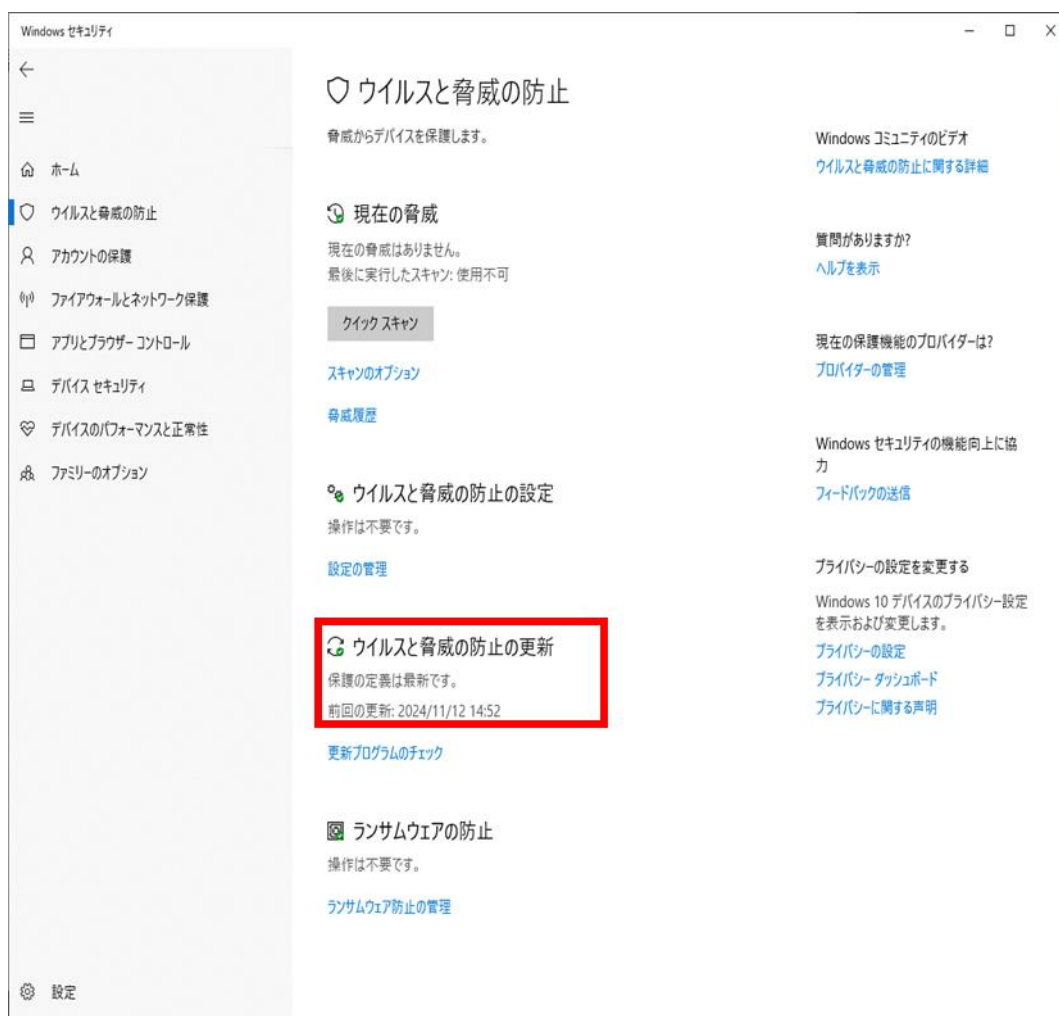 Windows セキュリティ
ホーム
ウイルスと脅威の防止
アカウントの保護
ファイアウォールとネットワーク保護
アプリとブラウザー コントロール
デバイス セキュリティ
デバイスのパフォーマンスと正常性
ファミリーのオプション
設定
ウイルスと脅威の防止
脅威からデバイスを保護します。
現在の脅威
現在の脅威はありません。
最後に実行したスキャン: 使用不可
クイック スキャン
スキャンのオプション
脅威履歴
ウイルスと脅威の防止の設定
操作は不要です。
設定の管理
ウイルスと脅威の防止の更新
保護の定義は最新です。
前回の更新: 2024/11/12 14:52
更新プログラムのチェック
ランサムウェアの防止
操作は不要です。
ランサムウェア防止の管理
Windows コミュニティのビデオ
ウイルスと脅威の防止に関する詳細
質問がありますか?
ヘルプを表示
現在の保護機能のプロバイダーは?
プロバイダーの管理
Windows セキュリティの機能向上に協
力
フィードバックの送信
プライバシーの設定を変更する
Windows 10 デバイスのプライバシー設定
を表示および変更します。
プライバシーの設定
プライバシー ダッシュボード
プライバシーに関する声明